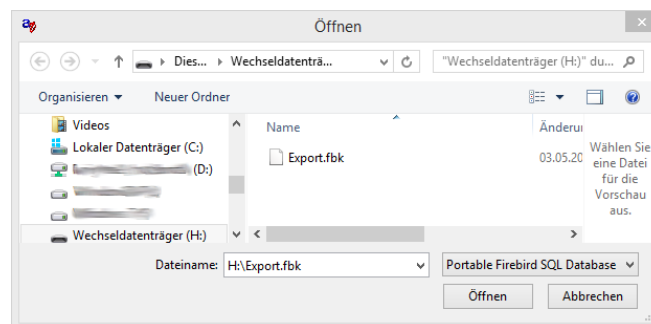 Öffnen
Dies... Wechseldatenträ... "Wechseldatenträger (H:)" du...
Organisieren Neuer Ordner
Videos
Lokaler Datenträger (C:)
(D:)
Wechseldatenträger (H:)
Name Änderu
Export.fbk 03.05.20
Wählen Sie
eine Datei
für die
Vorschau
aus.
Dateiname: H:\Export.fbk Portable Firebird SQL Database
Öffnen Abbrechen